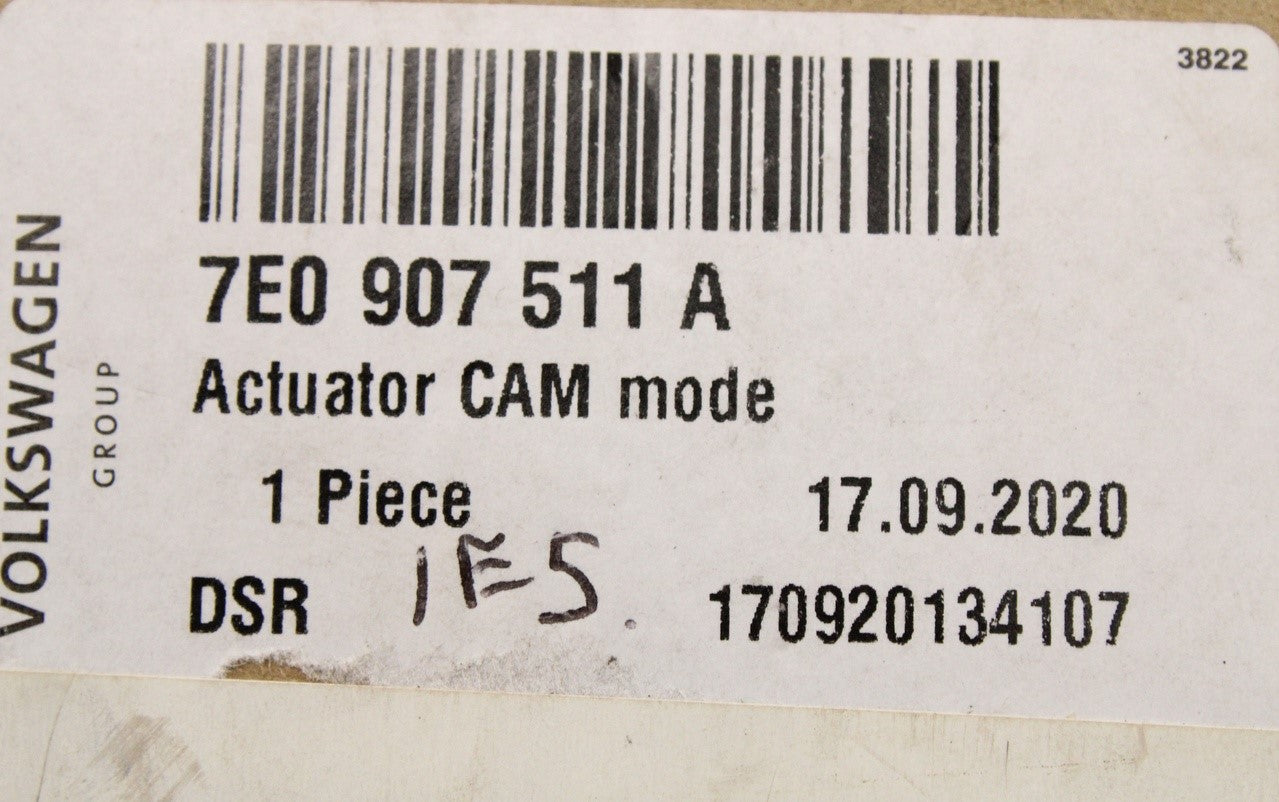 3822
VOLKSWAGEN
GROUP
7E0 907 511 A
Actuator CAM mode
1 Piece 17.09.2020
1E5.
DSR 170920134107